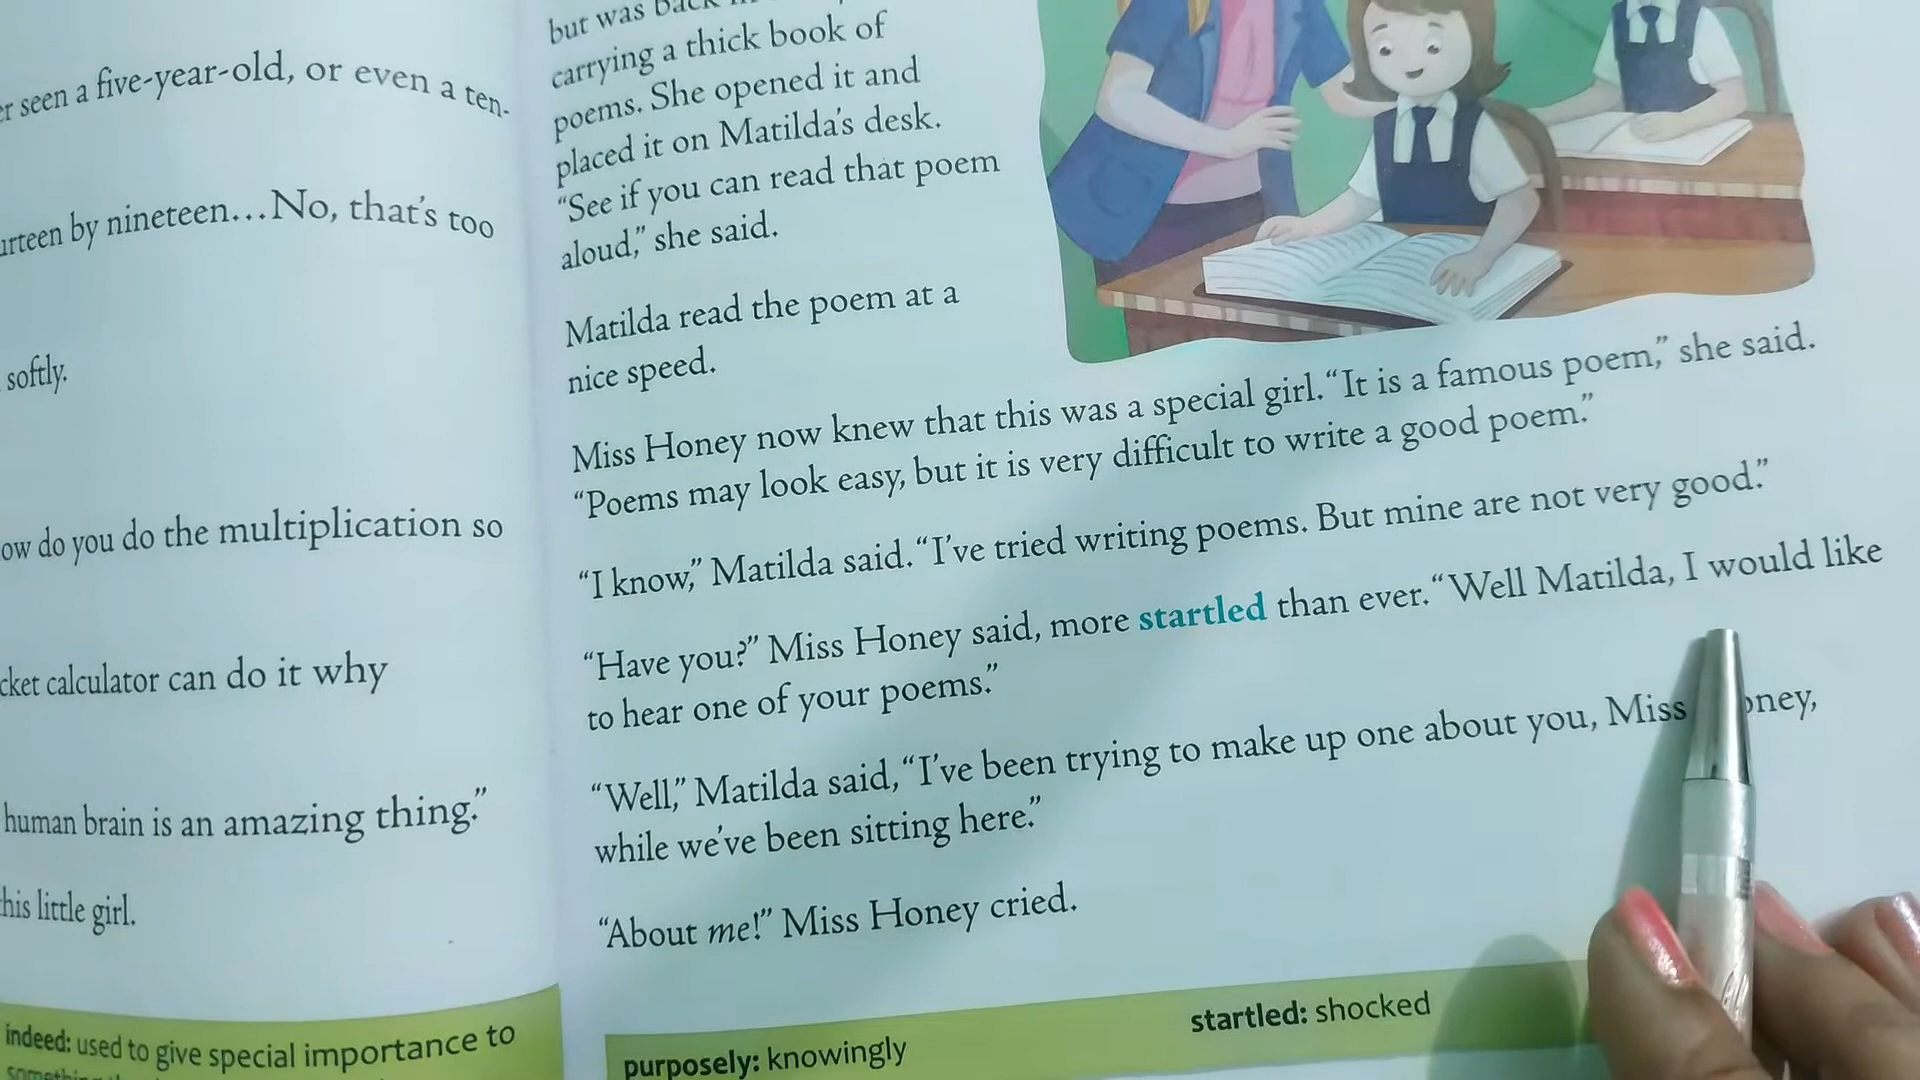 seen a five-year-old, or even a ten-
by nineteen...No, that's too
softly.
do you do the multiplication so
calculator can do it why
human brain is an amazing thing.”
little girl.
indeed: used to give special importance to
but was
carrying a thick book of
poems. She opened it and
placed it on Matilda's desk.
“See if you can read that poem
aloud,” she said.
Matilda read the poem at a
nice speed.
Miss Honey now knew that this was a special girl. “It is a famous poem,” she said.
“Poems may look easy, but it is very difficult to write a good poem.”
“I know,” Matilda said. “I've tried writing poems. But mine are not very good.”
“Have you?” Miss Honey said, more startled than ever. “Well Matilda, I would like
to hear one of your poems.”
“Well,” Matilda said, “I've been trying to make up one about you, Miss
while we've been sitting here.”
“About me!” Miss Honey cried.
purposely: knowingly
startled: shocked